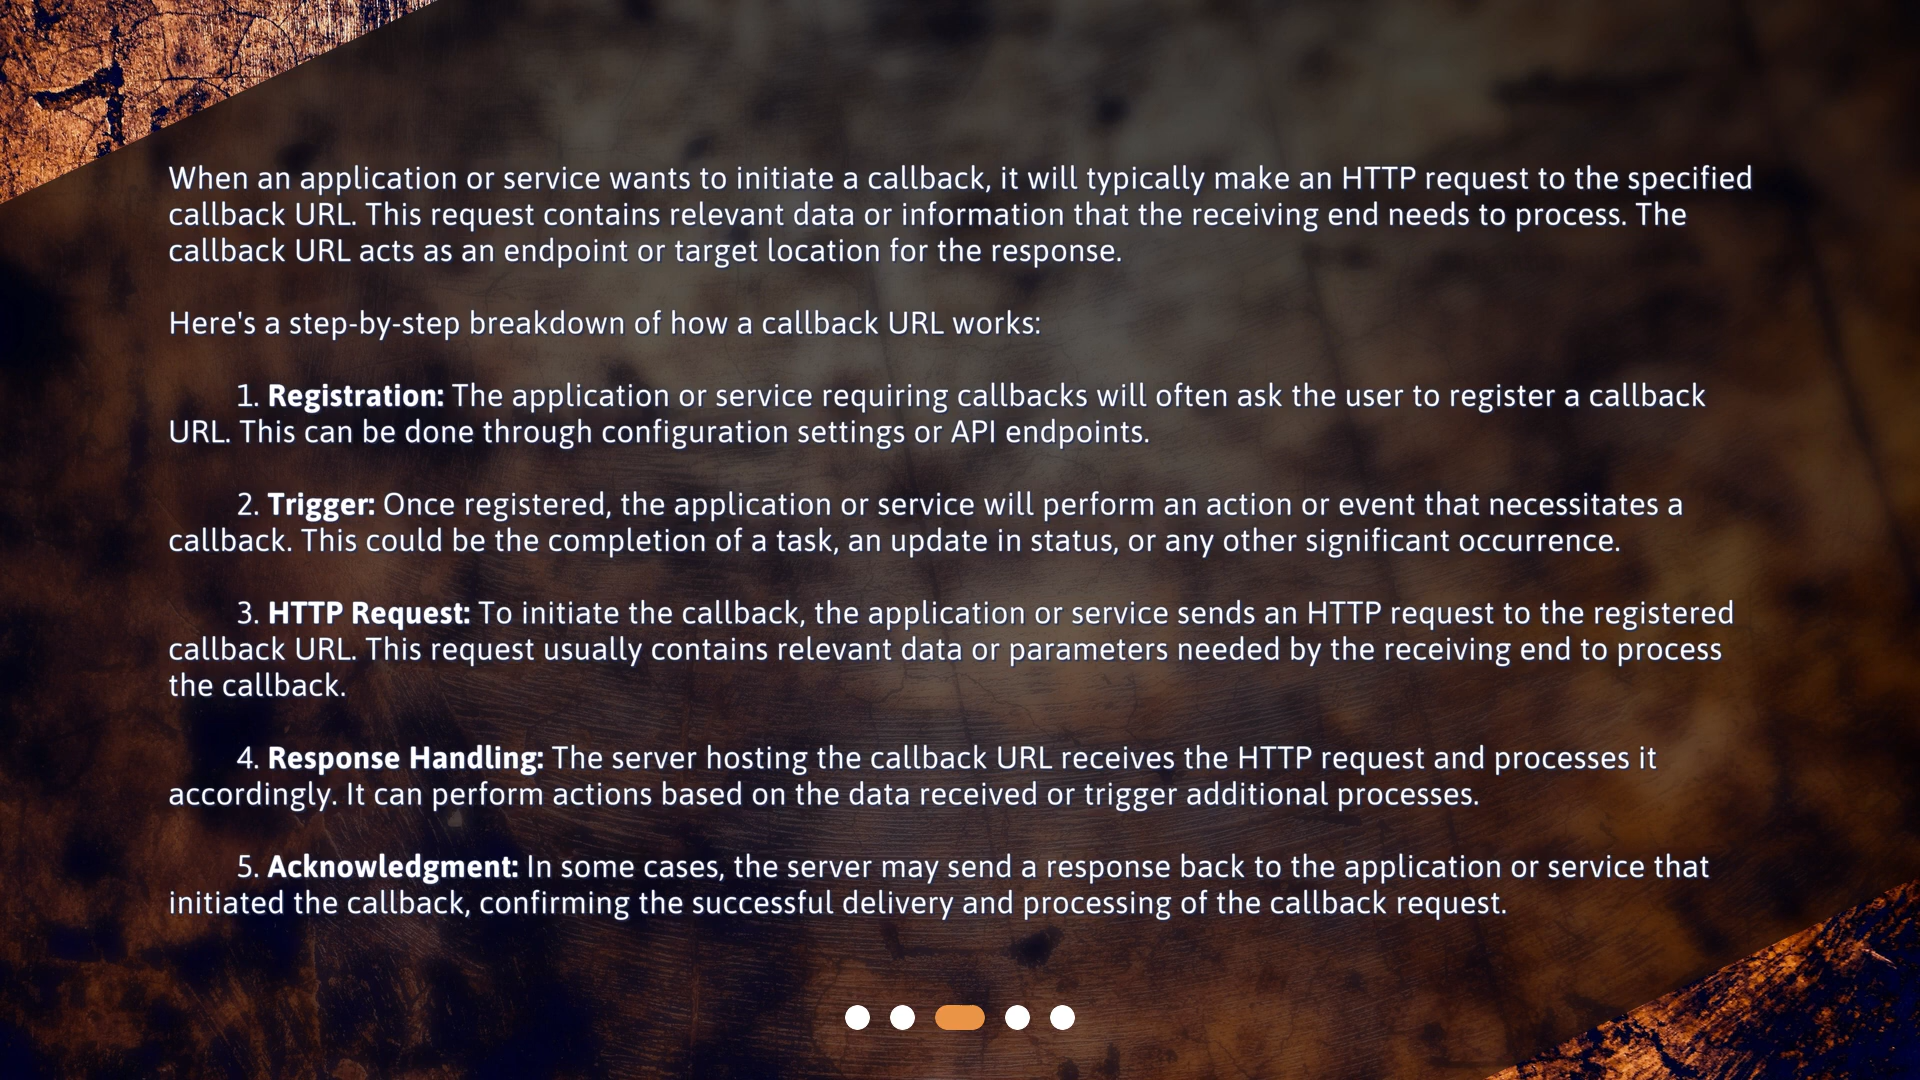 When an application or service wants to initiate a callback, it will typically make an HTTP request to the specified
callback URL. This request contains relevant data or information that the receiving end needs to process. The
callback URL acts as an endpoint or target location for the response.
Here's a step-by-step breakdown of how a callback URL works:
1. Registration: The application or service requiring callbacks will often ask the user to register a callback
URL. This can be done through configuration settings or API endpoints.
2. Trigger: Once registered, the application or service will perform an action or event that necessitates a
callback. This could be the completion of a task, an update in status, or any other significant occurrence.
3. HTTP Request: To initiate the callback, the application or service sends an HTTP request to the registered
callback URL. This request usually contains relevant data or parameters needed by the receiving end to process
the callback.
4. Response Handling: The server hosting the callback URL receives the HTTP request and processes it
accordingly. It can perform actions based on the data received or trigger additional processes.
5. Acknowledgment: In some cases, the server may send a response back to the application or service that
initiated the callback, confirming the successful delivery and processing of the callback request.